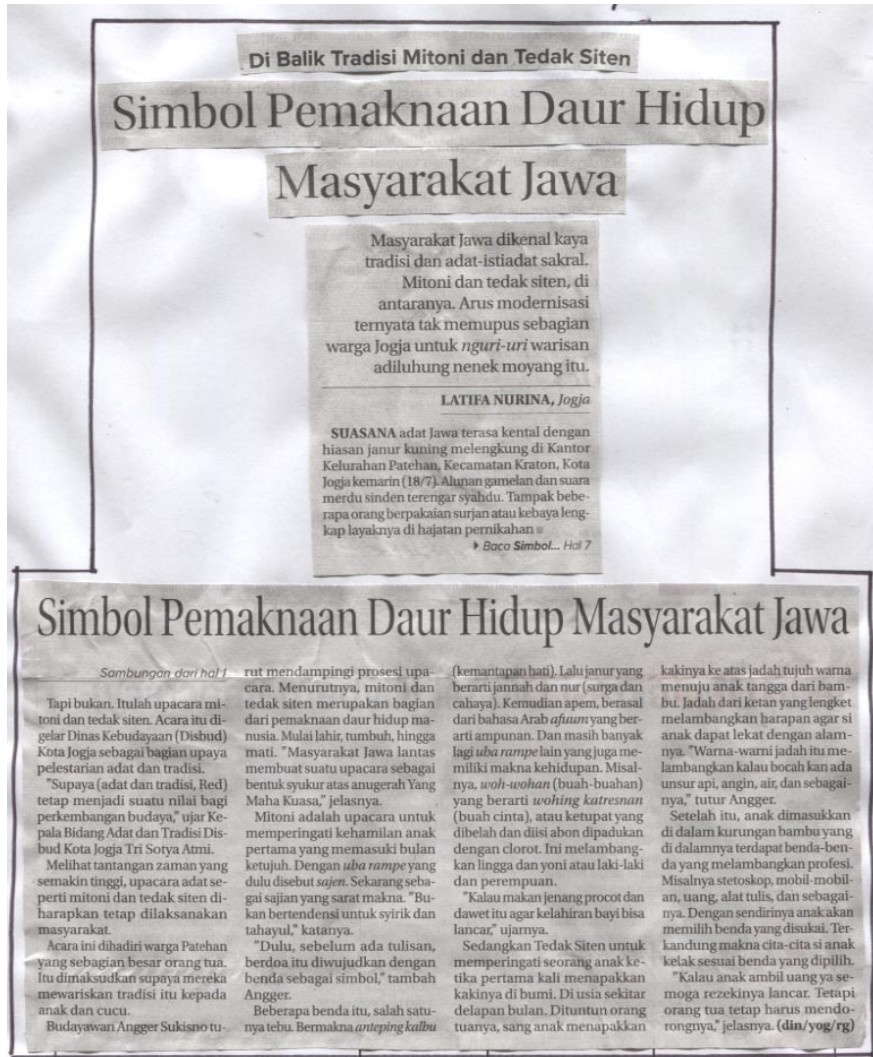 Di Balik Tradisi Mitoni dan Tedak Siten
Simbol Pemaknaan Daur Hidup
Masyarakat Jawa
Masyarakat Jawa dikenal kaya
tradisi dan adat-istiadat sakral.
Mitoni dan tedak siten, di
antaranya. Arus modernisasi
ternyata tak memupus sebagian
warga Jogja untuk nguri-uri warisan
adiluhung nenek moyang itu.
LATIFA NURINA, Jogja
SUASANA adat Jawa terasa kental dengan
hiasan janur kuning melengkung di Kantor
Kelurahan Patehan, Kecamatan Kraton, Kota
Jogja kemarin (18/7). Alunan gamelan dan suara
merdu sinden terengar syahdu. Tampak bebe-
rapa orang berpakaian surjan atau kebaya leng-
kap layaknya di hajatan pernikahan
Baca Simbol... Hal 7
Simbol Pemaknaan Daur Hidup Masyarakat Jawa
Sambungan dari hal 1
Tapi bukan. Itulah upacara mi-
toni dan tedak siten. Acara itu di-
gelar Dinas Kebudayaan (Disbud)
Kota Jogja sebagai bagian upaya
pelestarian adat dan tradisi.
"Supaya (adat dan tradisi, Red)
tetap menjadi suatu nilai bagi
perkembangan budaya," ujar Ke-
pala Bidang Adat dan Tradisi Dis-
bud Kota Jogja Tri Sotya Atmi.
Melihat tantangan zaman yang
semakin tinggi, upacara adat se-
perti mitoni dan tedak siten di-
harapkan tetap dilaksanakan
masyarakat.
Acara ini dihadiri warga Patehan
yang sebagian besar orang tua.
Itu dimaksudkan supaya mereka
mewariskan tradisi itu kepada
anak dan cucu.
Budayawan Angger Sukisno tu-
rut mendampingi prosesi upa-
cara. Menurutnya, mitoni dan
tedak siten merupakan bagian
dari pemaknaan daur hidup ma-
nusia. Mulai lahir, tumbuh, hingga
mati. "Masyarakat Jawa lantas
membuat suatu upacara sebagai
bentuk syukur atas anugerah Yang
Maha Kuasa," jelasnya.
Mitoni adalah upacara untuk
memperingati kehamilan anak
pertama yang memasuki bulan
ketujuh. Dengan uba rampe yang
dulu disebut sajen. Sekarang seba-
gai sajian yang sarat makna. "Bu-
kan bertendensi untuk syirik dan
tahayul," katanya.
"Dulu, sebelum ada tulisan,
berdoa itu diwujudkan dengan
benda sebagai simbol," tambah
Angger.
Beberapa benda itu, salah satu-
nya tebu. Bermakna anteping kalbu
(kemantapan hati). Lalu janur yang
berarti jannah dan nur (surga dan
cahaya). Kemudian apem, berasal
dari bahasa Arab afuum yang ber-
arti ampunan. Dan masih banyak
lagi uba rampe lain yang juga me-
miliki makna kehidupan. Misal-
nya, woh-wohan (buah-buahan)
yang berarti wohing katresnan
(buah cinta), atau ketupat yang
dibelah dan diisi abon dipadukan
dengan clorot. Ini melambang-
kan lingga dan yoni atau laki-laki
dan perempuan.
"Kalau makan jenang procot dan
dawet itu agar kelahiran bayi bisa
lancar," ujarnya.
Sedangkan Tedak Siten untuk
memperingati seorang anak ke-
tika pertama kali menapakkan
kakinya di bumi. Di usia sekitar
delapan bulan. Dituntun orang
tuanya, sang anak menapakkan
kakinya ke atas jadah tujuh warna
menuju anak tangga dari bam-
bu. Jadah dari ketan yang lengket
melambangkan harapan agar si
anak dapat lekat dengan alam-
nya. "Warna-warni jadah itu me-
lambangkan kalau bocah kan ada
unsur api, angin, air, dan sebagai-
nya," tutur Angger.
Setelah itu, anak dimasukkan
di dalam kurungan bambu yang
di dalamnya terdapat benda-ben-
da yang melambangkan profesi.
Misalnya stetoskop, mobil-mobil-
an, uang, alat tulis, dan sebagai-
nya. Dengan sendirinya anak akan
memilih benda yang disukai. Ter-
kandung makna cita-cita si anak
kelak sesuai benda yang dipilih.
"Kalau anak ambil uang ya se-
moga rezekinya lancar. Tetapi
orang tua tetap harus mendo-
rongnya," jelasnya. (din/yog/rg)